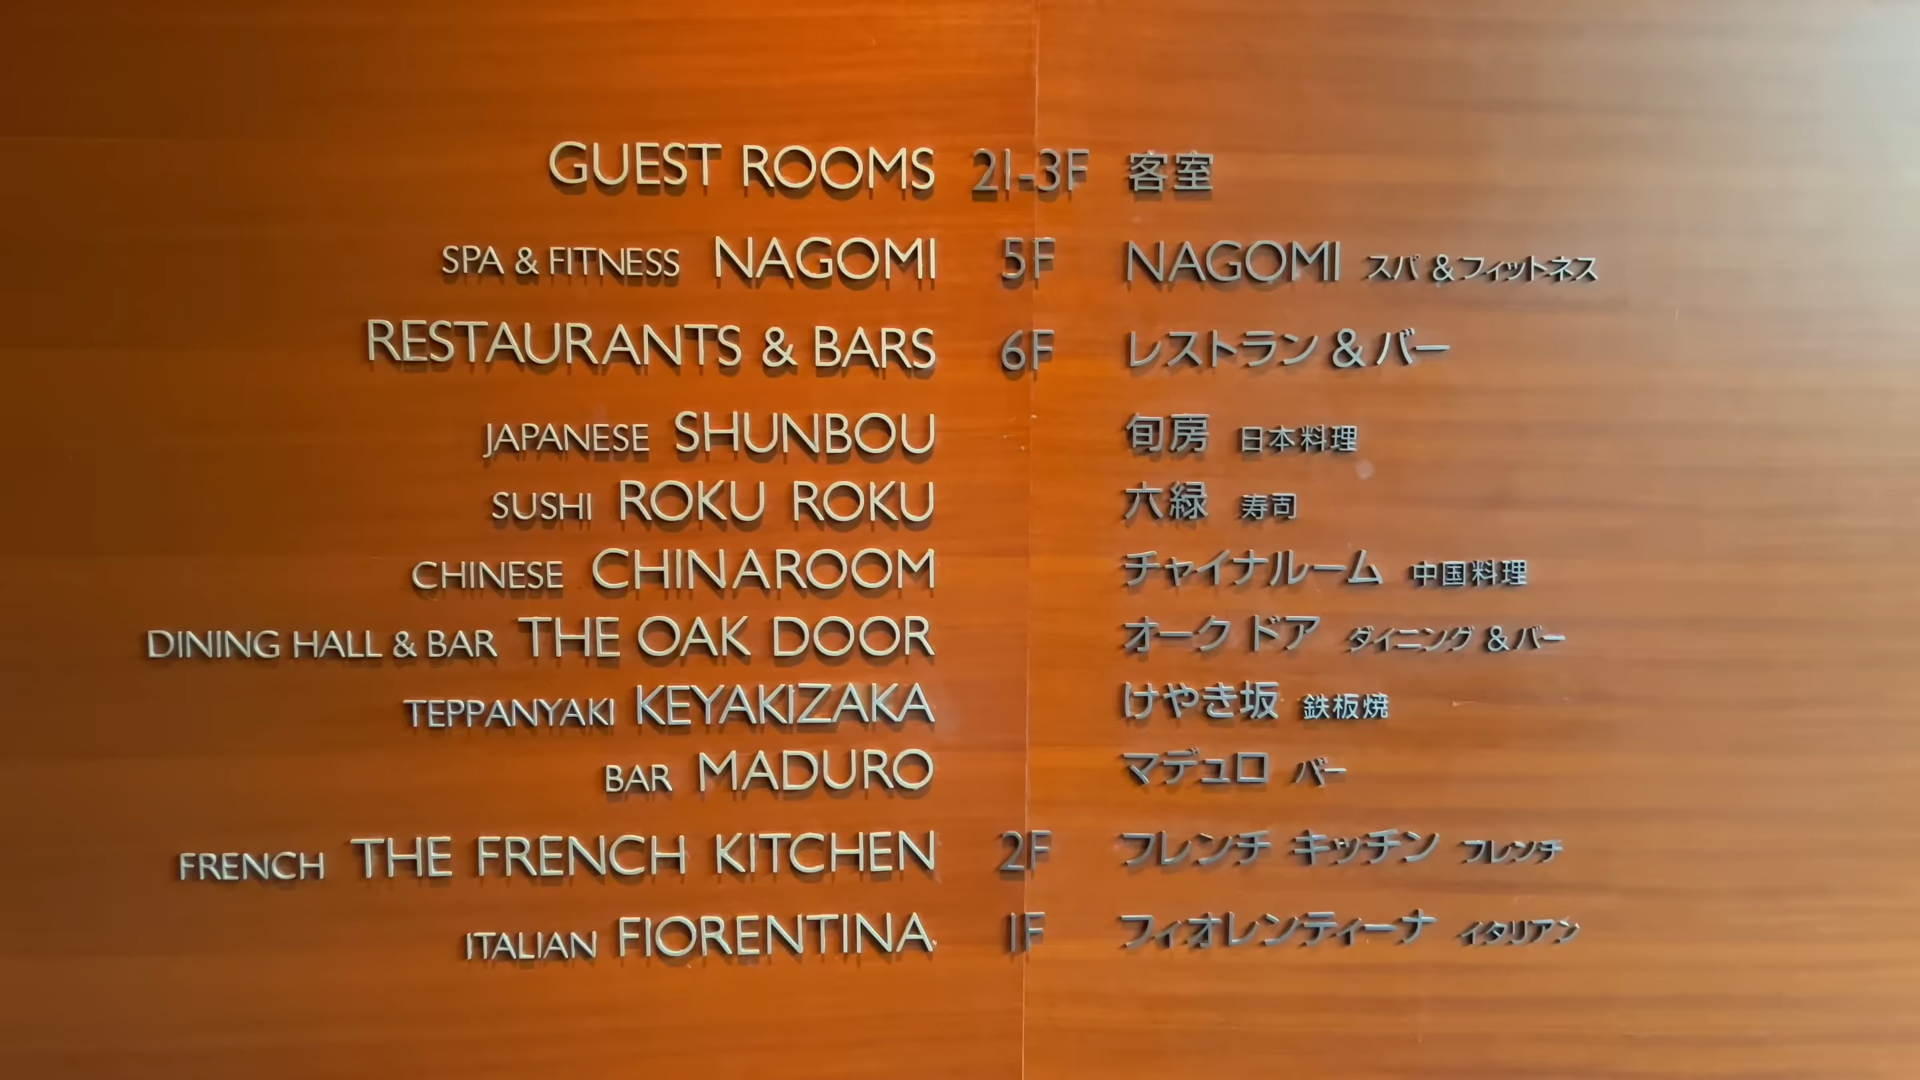 GUEST ROOMS 21-3F 客室
SPA & FITNESS NAGOMI 5F NAGOMI スパ & フィットネス
RESTAURANTS & BARS 6F レストラン & バー
JAPANESE SHUNBOU 旬房 日本料理
SUSHI ROKU ROKU 六緑 寿司
CHINESE CHINAROOM チャイナルーム 中国料理
DINING HALL & BAR THE OAK DOOR オーク ドア ダイニング & バー
TEPPANYAKI KEYAKIZAKA けやき坂 鉄板焼
BAR MADURO マデュロ バー
FRENCH THE FRENCH KITCHEN 2F フレンチ キッチン フレンチ
ITALIAN FIORENTINA 1F フィオレンティーナ イタリアン